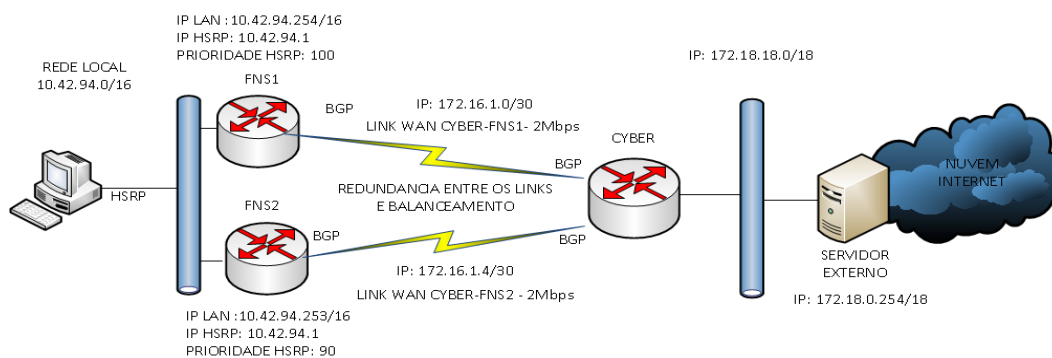 IP LAN : 10.42.94.254/16
IP HSRP: 10.42.94.1
PRIORIDADE HSRP: 100
FNS1
REDE LOCAL
10.42.94.0/16
HSRP
BGP
IP: 172.16.1.0/30
LINK WAN CYBER-FNS1- 2Mbps
BGP
CYBER
IP: 172.18.18.0/18
REDUNDANCIA ENTRE OS LINKS
E BALANCEAMENTO
FNS2
BGP
BGP
IP: 172.16.1.4/30
LINK WAN CYBER-FNS2 - 2Mbps
IP LAN : 10.42.94.253/16
IP HSRP: 10.42.94.1
PRIORIDADE HSRP: 90
NUVEM
INTERNET
SERVIDOR
EXTERNO
IP: 172.18.0.254/18